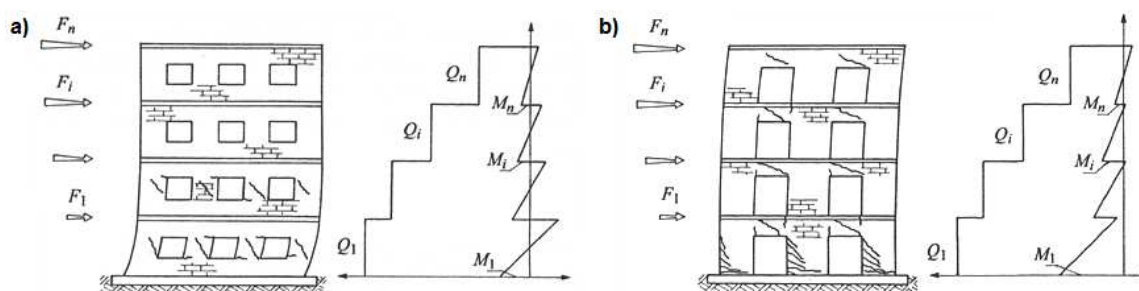 a)
F_n
F_i
F_1
Q_n
Q_i
Q_1
M_n
M_i
M_1
b)
F_n
F_i
F_1
Q_n
Q_i
Q_1
M_n
M_i
M_1